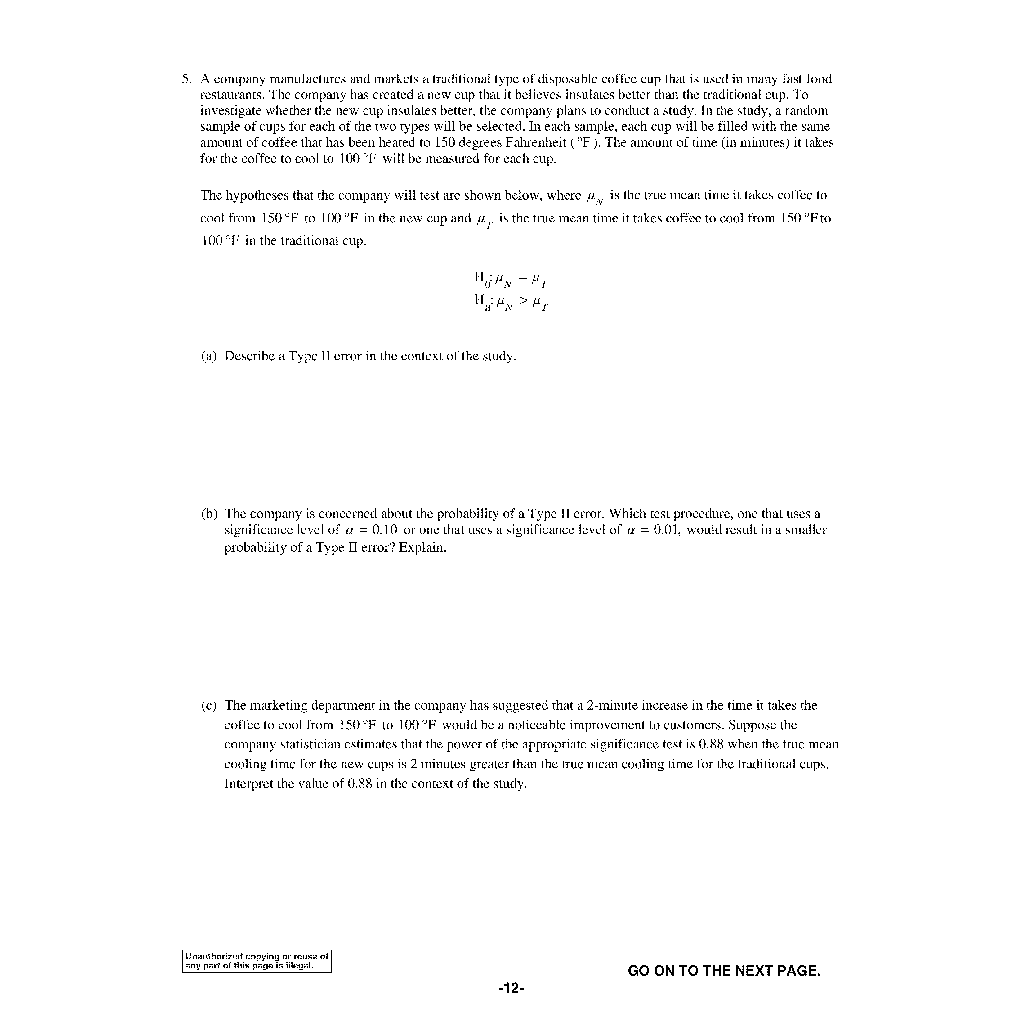 5. A company manufactures and markets a traditional type of disposable coffee cup that is used in many fast food
restaurants. The company has created a new cup that it believes insulates better than the traditional cup. To
investigate whether the new cup insulates better, the company plans to conduct a study. In the study, a random
sample of cups for each of the two types will be selected. In each sample, each cup will be filled with the same
amount of coffee that has been heated to 150 degrees Fahrenheit (°F). The amount of time (in minutes) it takes
for the coffee to cool to 100 °F will be measured for each cup.
The hypotheses that the company will test are shown below, where μ_N is the true mean time it takes coffee to
cool from 150 °F to 100 °F in the new cup and μ_T is the true mean time it takes coffee to cool from 150 °F to
100 °F in the traditional cup.
H_0: μ_N = μ_T
H_a: μ_N > μ_T
(a) Describe a Type II error in the context of the study.
(b) The company is concerned about the probability of a Type II error. Which test procedure, one that uses a
significance level of α = 0.10 or one that uses a significance level of α = 0.01, would result in a smaller
probability of a Type II error? Explain.
(c) The marketing department in the company has suggested that a 2-minute increase in the time it takes the
coffee to cool from 150 °F to 100 °F would be a noticeable improvement to customers. Suppose the
company statistician estimates that the power of the appropriate significance test is 0.88 when the true mean
cooling time for the new cups is 2 minutes greater than the true mean cooling time for the traditional cups.
Interpret the value of 0.88 in the context of the study.
Unauthorized copying or reuse of
any part of this page is illegal.
GO ON TO THE NEXT PAGE.
-12-